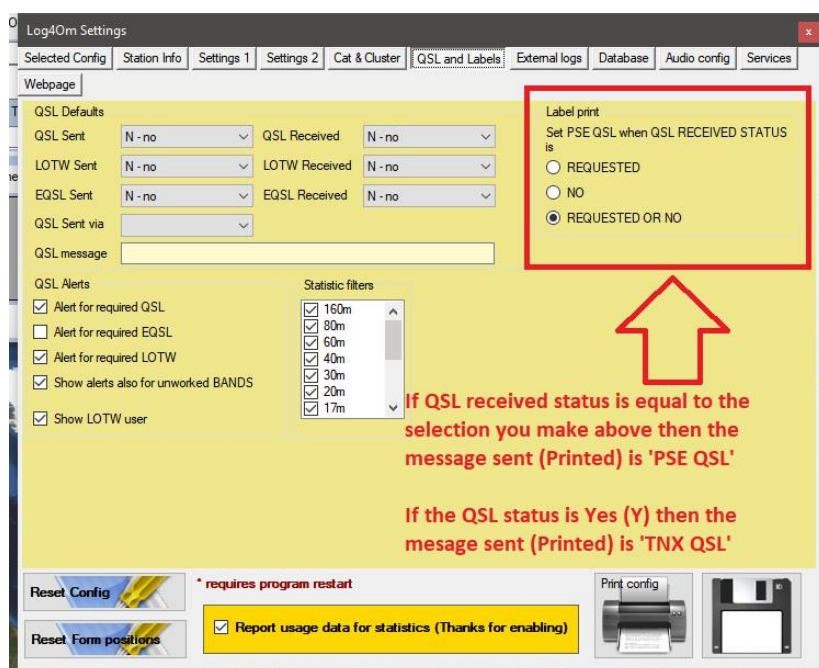 Log4Om Settings
x
Selected Config Station Info Settings 1 Settings 2 Cat & Cluster QSL and Labels External logs Database Audio config Services
Webpage
QSL Defaults
QSL Sent N - no QSL Received N - no
LOTW Sent N - no LOTW Received N - no
EQSL Sent N - no EQSL Received N - no
QSL Sent via
QSL message
Label print
Set PSE QSL when QSL RECEIVED STATUS
is
REQUESTED
NO
REQUESTED OR NO
QSL Alerts
Alert for required QSL
Alert for required EQSL
Alert for required LOTW
Show alerts also for unworked BANDS
Show LOTW user
Statistic filters
160m
80m
60m
40m
30m
20m
17m
If QSL received status is equal to the
selection you make above then the
message sent (Printed) is 'PSE QSL'
If the QSL status is Yes (Y) then the
mesage sent (Printed) is 'TNX QSL'
Reset Config
* requires program restart
Print config
Reset Form positions
Report usage data for statistics (Thanks for enabling)